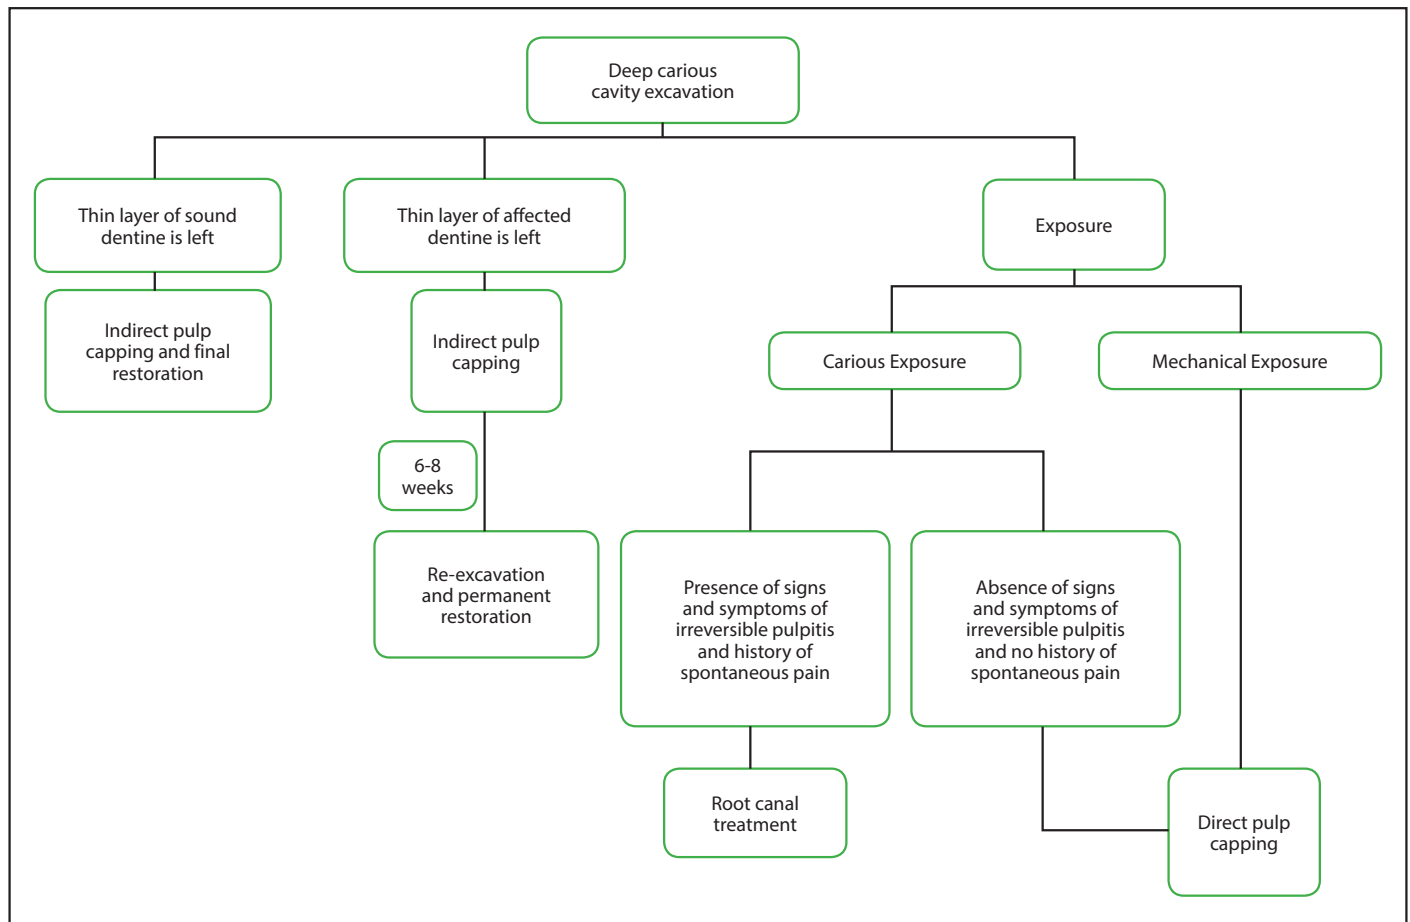 Deep carious
cavity excavation
Thin layer of sound
dentine is left
Thin layer of affected
dentine is left
Exposure
Indirect pulp
capping and final
restoration
Indirect pulp
capping
Carious Exposure
Mechanical Exposure
6-8
weeks
Re-excavation
and permanent
restoration
Presence of signs
and symptoms of
irreversible pulpitis
and history of
spontaneous pain
Absence of signs
and symptoms of
irreversible pulpitis
and no history of
spontaneous pain
Root canal
treatment
Direct pulp
capping